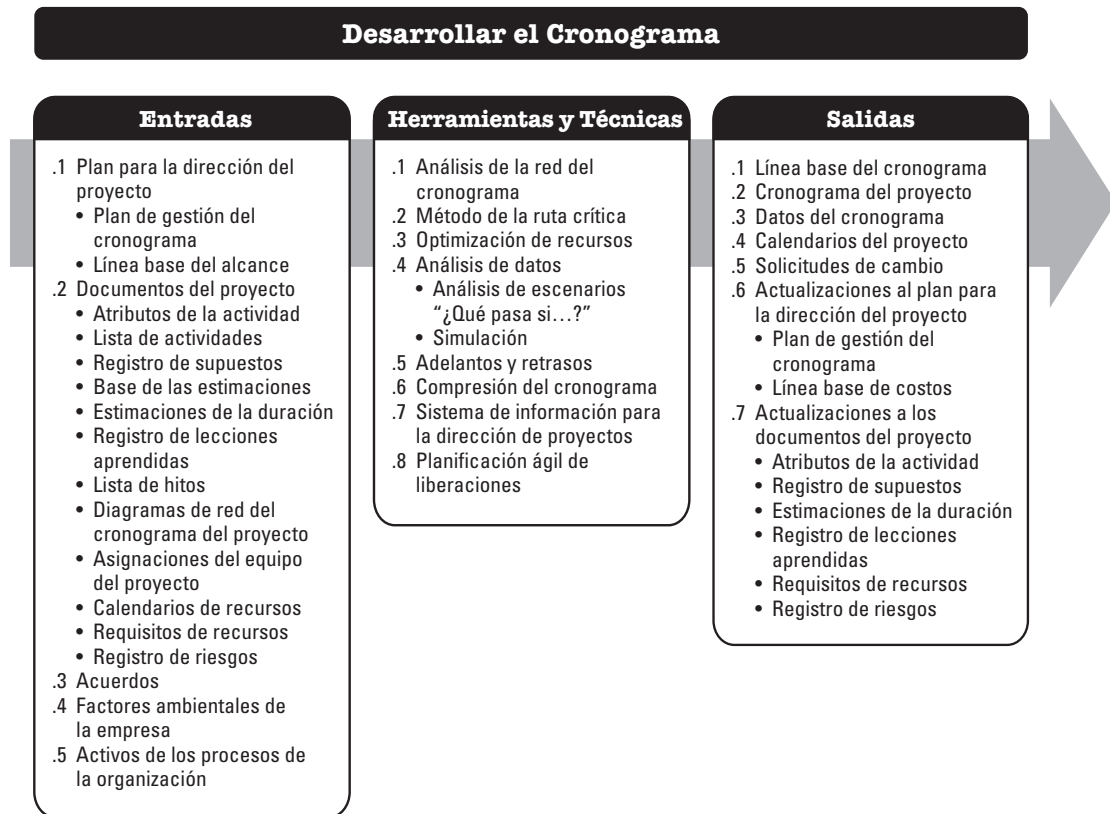 Desarrollar el Cronograma
Entradas
.1 Plan para la dirección del
proyecto
• Plan de gestión del
cronograma
• Línea base del alcance
.2 Documentos del proyecto
• Atributos de la actividad
• Lista de actividades
• Registro de supuestos
• Base de las estimaciones
• Estimaciones de la duración
• Registro de lecciones
aprendidas
• Lista de hitos
• Diagramas de red del
cronograma del proyecto
• Asignaciones del equipo
del proyecto
• Calendarios de recursos
• Requisitos de recursos
• Registro de riesgos
.3 Acuerdos
.4 Factores ambientales de
la empresa
.5 Activos de los procesos de
la organización
Herramientas y Técnicas
.1 Análisis de la red del
cronograma
.2 Método de la ruta crítica
.3 Optimización de recursos
.4 Análisis de datos
• Análisis de escenarios
“¿Qué pasa si…?”
• Simulación
.5 Adelantos y retrasos
.6 Compresión del cronograma
.7 Sistema de información para
la dirección de proyectos
.8 Planificación ágil de
liberaciones
Salidas
.1 Línea base del cronograma
.2 Cronograma del proyecto
.3 Datos del cronograma
.4 Calendarios del proyecto
.5 Solicitudes de cambio
.6 Actualizaciones al plan para
la dirección del proyecto
• Plan de gestión del
cronograma
• Línea base de costos
.7 Actualizaciones a los
documentos del proyecto
• Atributos de la actividad
• Registro de supuestos
• Estimaciones de la duración
• Registro de lecciones
aprendidas
• Requisitos de recursos
• Registro de riesgos